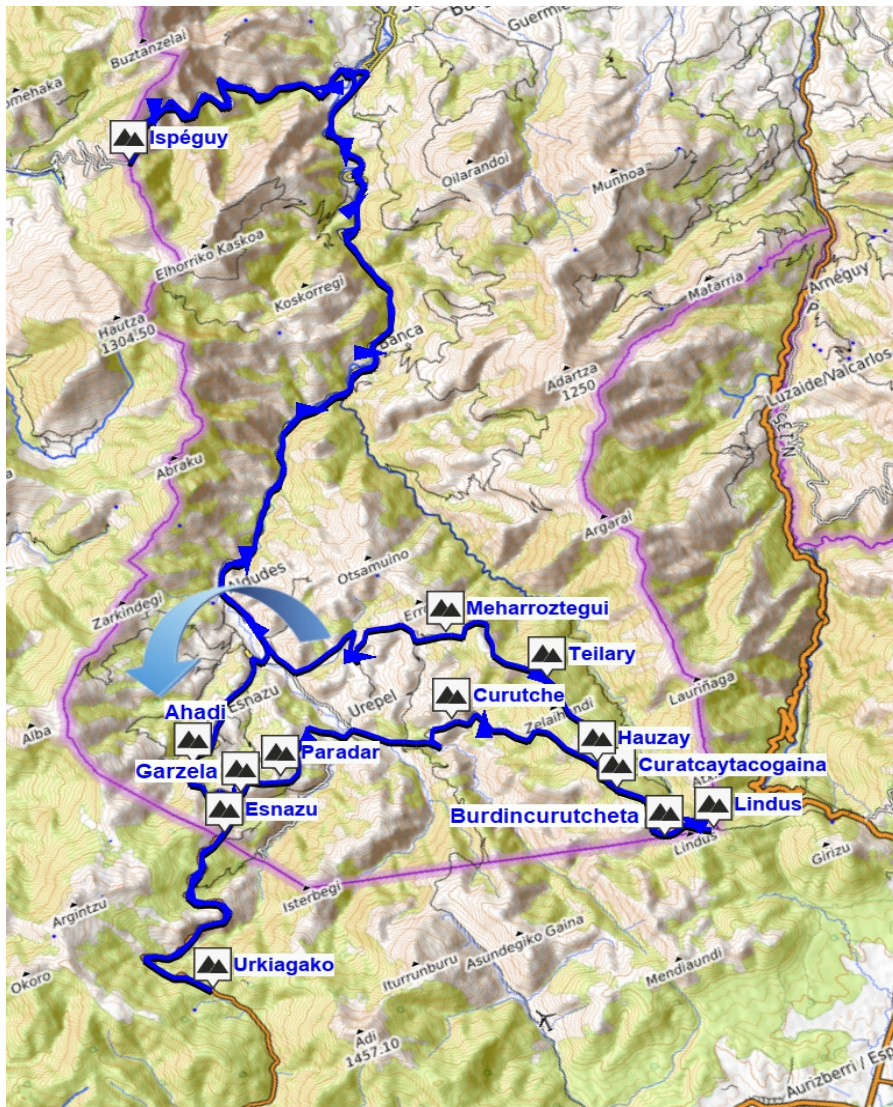 Buztanzelai
Ispéguy
Oilarandoi
Munhoa
Elhorriko Kaskoa
Matarria
Arnéguy
Koskorregi
Hautza
1304.50
Banca
Adartza
1250
Luzaide/Valcarlos
Abraku
Argarai
Otsamuino
Aldudes
Zarkindegi
Meharroztegui
Teilary
Lauriñaga
Curutche
Esnazu
Urepel
Ahadi
Alba
Zelaihandi
Hauzay
Paradar
Garzela
Curatcaytacogaina
Esnazu
Burdincurutcheta
Lindus
Lindus
Girizu
Isterbegi
Argintzu
Asundegiko Gaina
Urkiagako
Iturrunburu
Mendiaundi
Okoro
Adi
1457.10